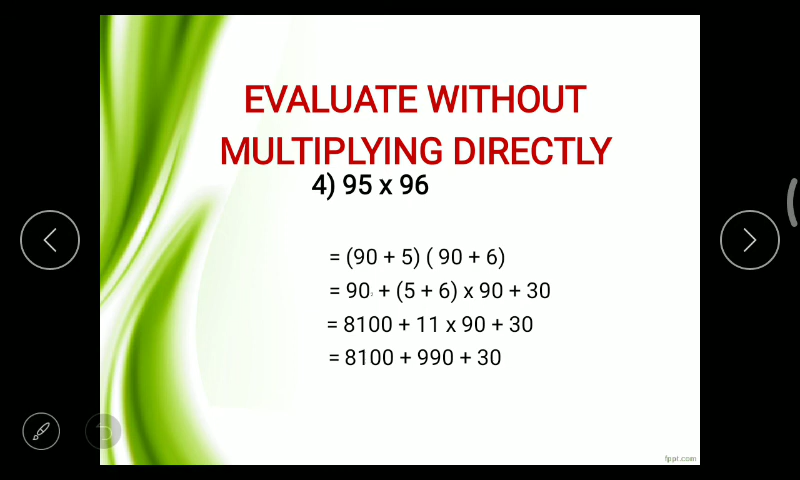 EVALUATE WITHOUT
MULTIPLYING DIRECTLY
4) 95 x 96
= (90 + 5) ( 90 + 6)
= 90 + (5 + 6) x 90 + 30
= 8100 + 11 x 90 + 30
= 8100 + 990 + 30
fppt.com